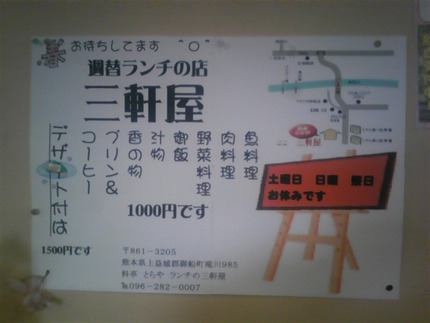 お待ちしてます ^O^
週替ランチの店
三軒屋
魚料理
肉料理
野菜料理
御飯
汁物
香の物
プリン&
コーヒー
1000円です
デザート付は
1500円です
土曜日 日曜 祭日
お休みです
〒861-3205
熊本県上益城郡御船町滝川985
料亭 とらや ランチの三軒屋
℡096-282-0007